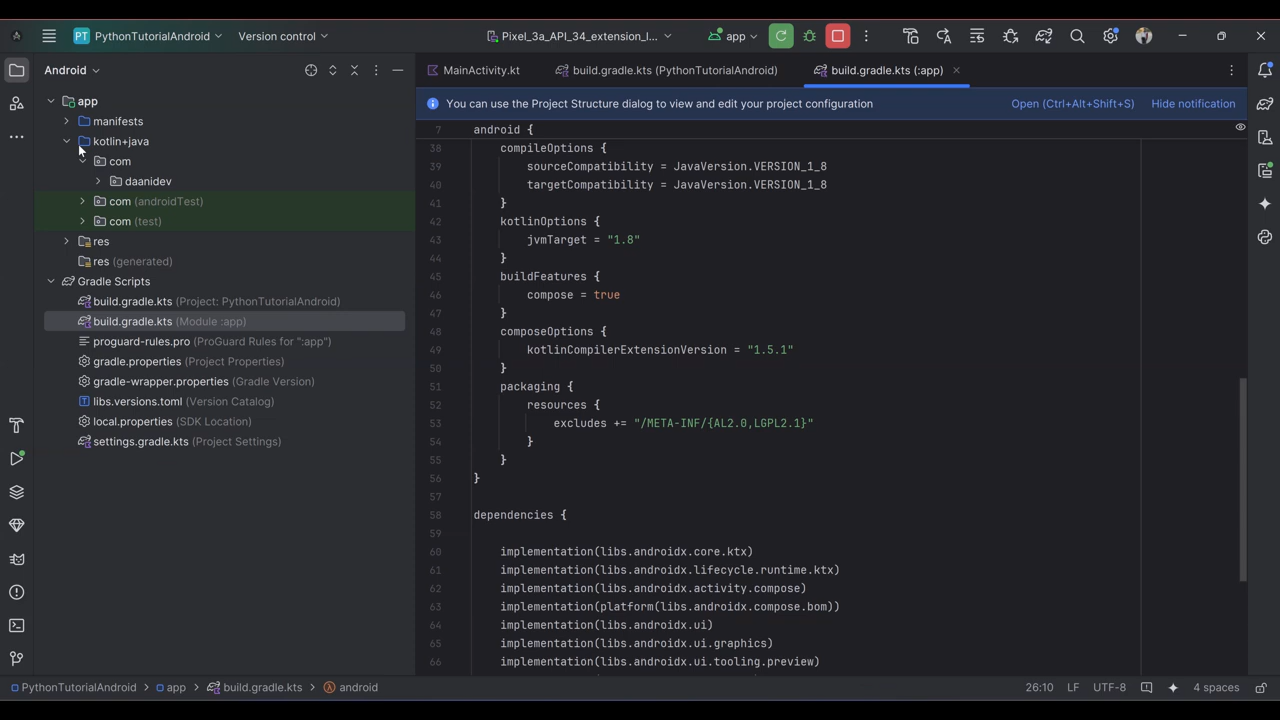 PT PythonTutorialAndroid Version control Pixel_3a_API_34_extension_l... app
Android
MainActivity.kt build.gradle.kts (PythonTutorialAndroid) build.gradle.kts (:app)
You can use the Project Structure dialog to view and edit your project configuration Open (Ctrl+Alt+Shift+S) Hide notification
app
manifests
kotlin+java
com
daanidev
com (androidTest)
com (test)
res
res (generated)
Gradle Scripts
build.gradle.kts (Project: PythonTutorialAndroid)
build.gradle.kts (Module :app)
proguard-rules.pro (ProGuard Rules for ":app")
gradle.properties (Project Properties)
gradle-wrapper.properties (Gradle Version)
libs.versions.toml (Version Catalog)
local.properties (SDK Location)
settings.gradle.kts (Project Settings)
7 android {
38 compileOptions {
39 sourceCompatibility = JavaVersion.VERSION_1_8
40 targetCompatibility = JavaVersion.VERSION_1_8
41 }
42 kotlinOptions {
43 jvmTarget = "1.8"
44 }
45 buildFeatures {
46 compose = true
47 }
48 composeOptions {
49 kotlinCompilerExtensionVersion = "1.5.1"
50 }
51 packaging {
52 resources {
53 excludes += "/META-INF/{AL2.0,LGPL2.1}"
54 }
55 }
56 }
57
58 dependencies {
59
60 implementation(libs.androidx.core.ktx)
61 implementation(libs.androidx.lifecycle.runtime.ktx)
62 implementation(libs.androidx.activity.compose)
63 implementation(platform(libs.androidx.compose.bom))
64 implementation(libs.androidx.ui)
65 implementation(libs.androidx.ui.graphics)
66 implementation(libs.androidx.ui.tooling.preview)
PythonTutorialAndroid app build.gradle.kts android 26:10 LF UTF-8 4 spaces